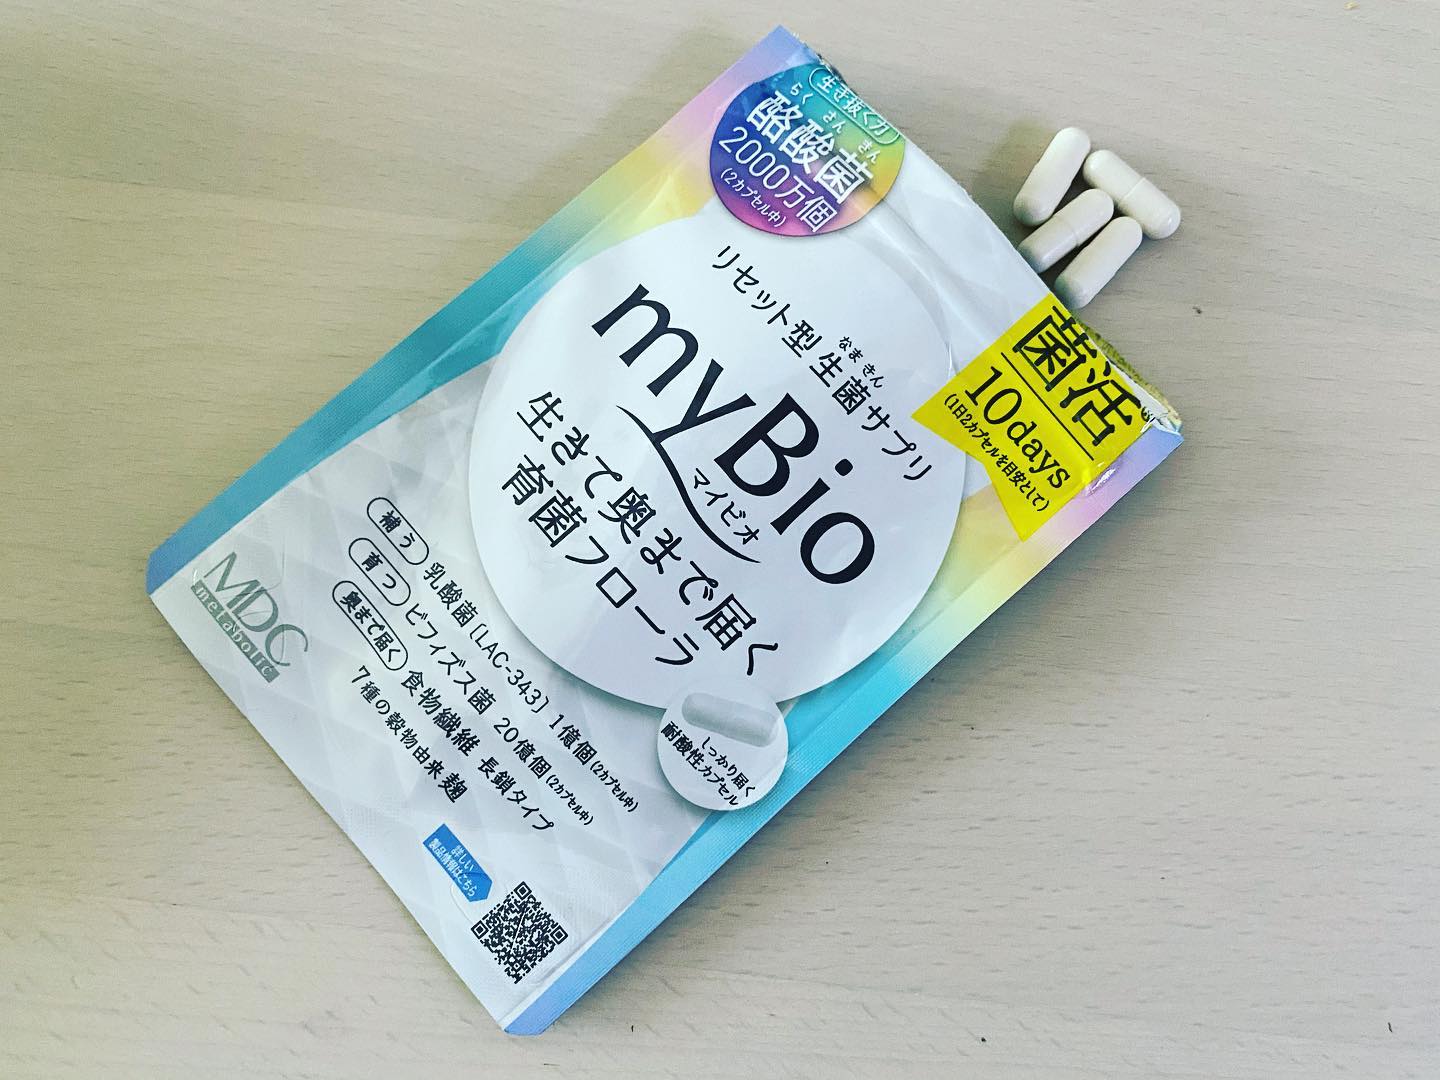 生き抜く力
らくさんきん
酪酸菌
2000万個
(2カプセル中)
リセット型生菌サプリ
なまきん
myBio
マイビオ
生きて奥まで届く
育菌フローラ
菌活
10days
(1日2カプセルを目安として)
しっかり届く
耐酸性カプセル
補う 乳酸菌〔LAC-343〕 1億個(2カプセル中)
育つ ビフィズス菌 20億個(2カプセル中)
奥まで届く 食物繊維 長鎖タイプ
7種の穀物由来 麹
MDC
metabolic
詳しい
製品情報はこちら